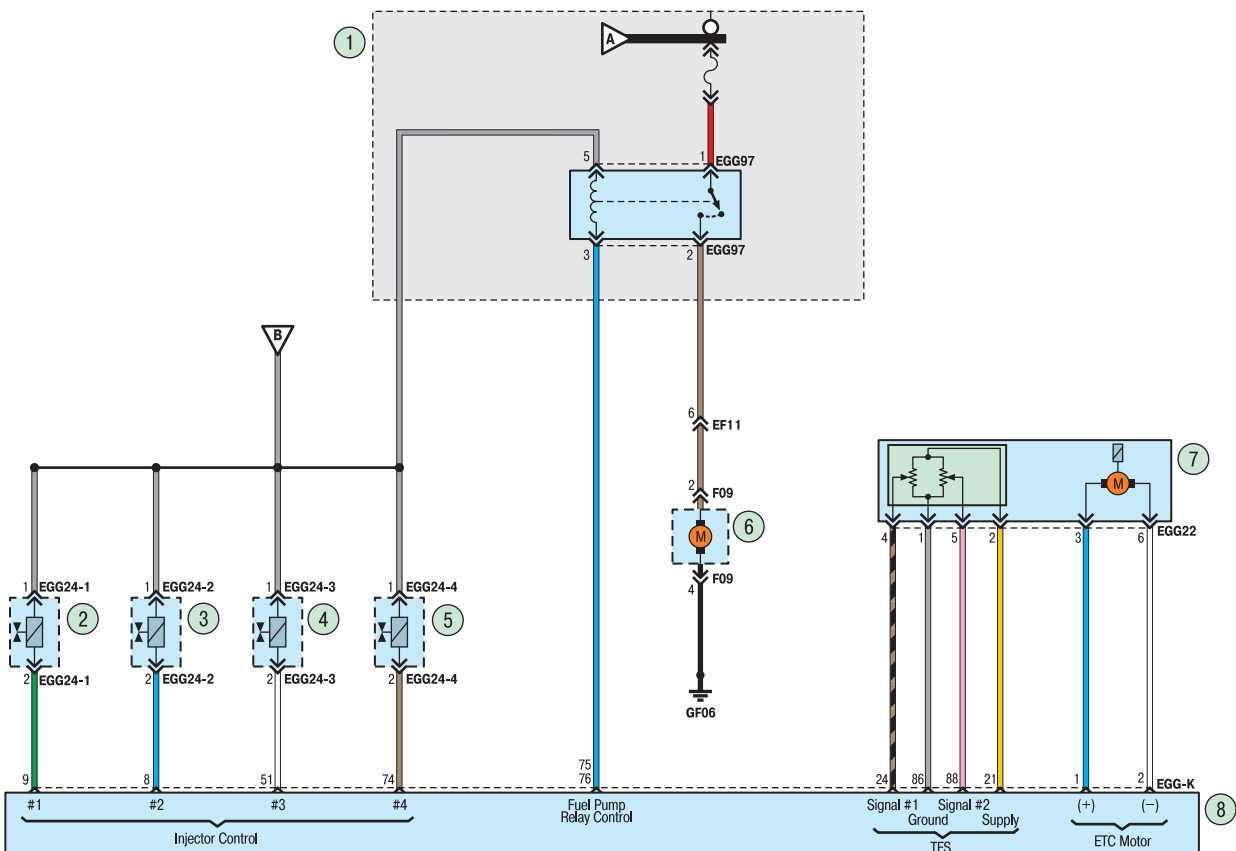 A
1
5
1
EGG97
3
2
EGG97
B
6
EF11
2
F09
6
4
F09
GF06
7
4
1
5
2
3
6
EGG22
1
EGG24-1
1
EGG24-2
1
EGG24-3
1
EGG24-4
2
3
4
5
2
EGG24-1
2
EGG24-2
2
EGG24-3
2
EGG24-4
M
M
9
8
51
74
75
76
24
86
88
21
1
2
EGG-K
#1
#2
#3
#4
Fuel Pump
Relay Control
Signal #1
Signal #2
Ground
Supply
(+)
(−)
8
Injector Control
TFS
ETC Motor